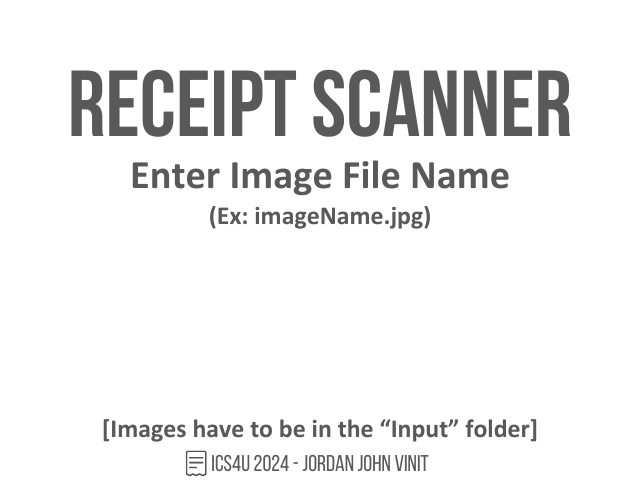 RECEIPT SCANNER
Enter Image File Name
(Ex: imageName.jpg)
[Images have to be in the “Input” folder]
ICS4U 2024 - JORDAN JOHN VINIT